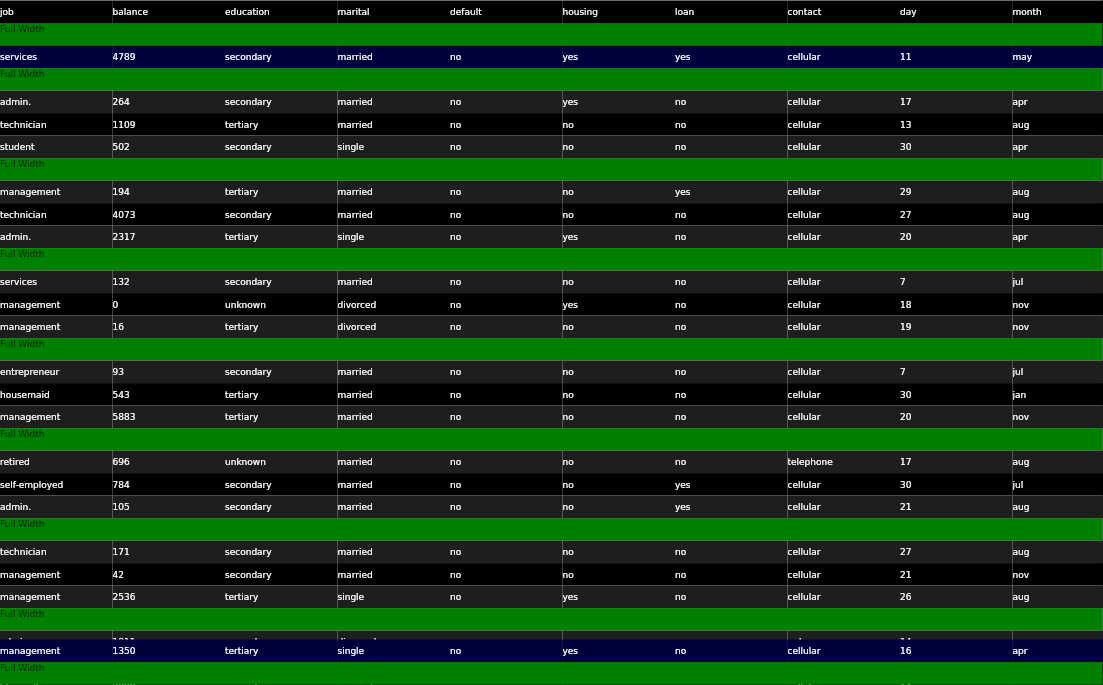 job balance education marital default housing loan contact day month
Full Width
services 4789 secondary married no yes yes cellular 11 may
Full Width
admin. 264 secondary married no yes no cellular 17 apr
technician 1109 tertiary married no no no cellular 13 aug
student 502 secondary single no no no cellular 30 apr
Full Width
management 194 tertiary married no no yes cellular 29 aug
technician 4073 secondary married no no no cellular 27 aug
admin. 2317 tertiary single no yes no cellular 20 apr
Full Width
services 132 secondary married no no no cellular 7 jul
management 0 unknown divorced no yes no cellular 18 nov
management 16 tertiary divorced no no no cellular 19 nov
Full Width
entrepreneur 93 secondary married no no no cellular 7 jul
housemaid 543 tertiary married no no no cellular 30 jan
management 5883 tertiary married no no no cellular 20 nov
Full Width
retired 696 unknown married no no no telephone 17 aug
self-employed 784 secondary married no no yes cellular 30 jul
admin. 105 secondary married no no yes cellular 21 aug
Full Width
technician 171 secondary married no no no cellular 27 aug
management 42 secondary married no no no cellular 21 nov
management 2536 tertiary single no yes no cellular 26 aug
Full Width
management 1350 tertiary single no yes no cellular 16 apr
Full Width